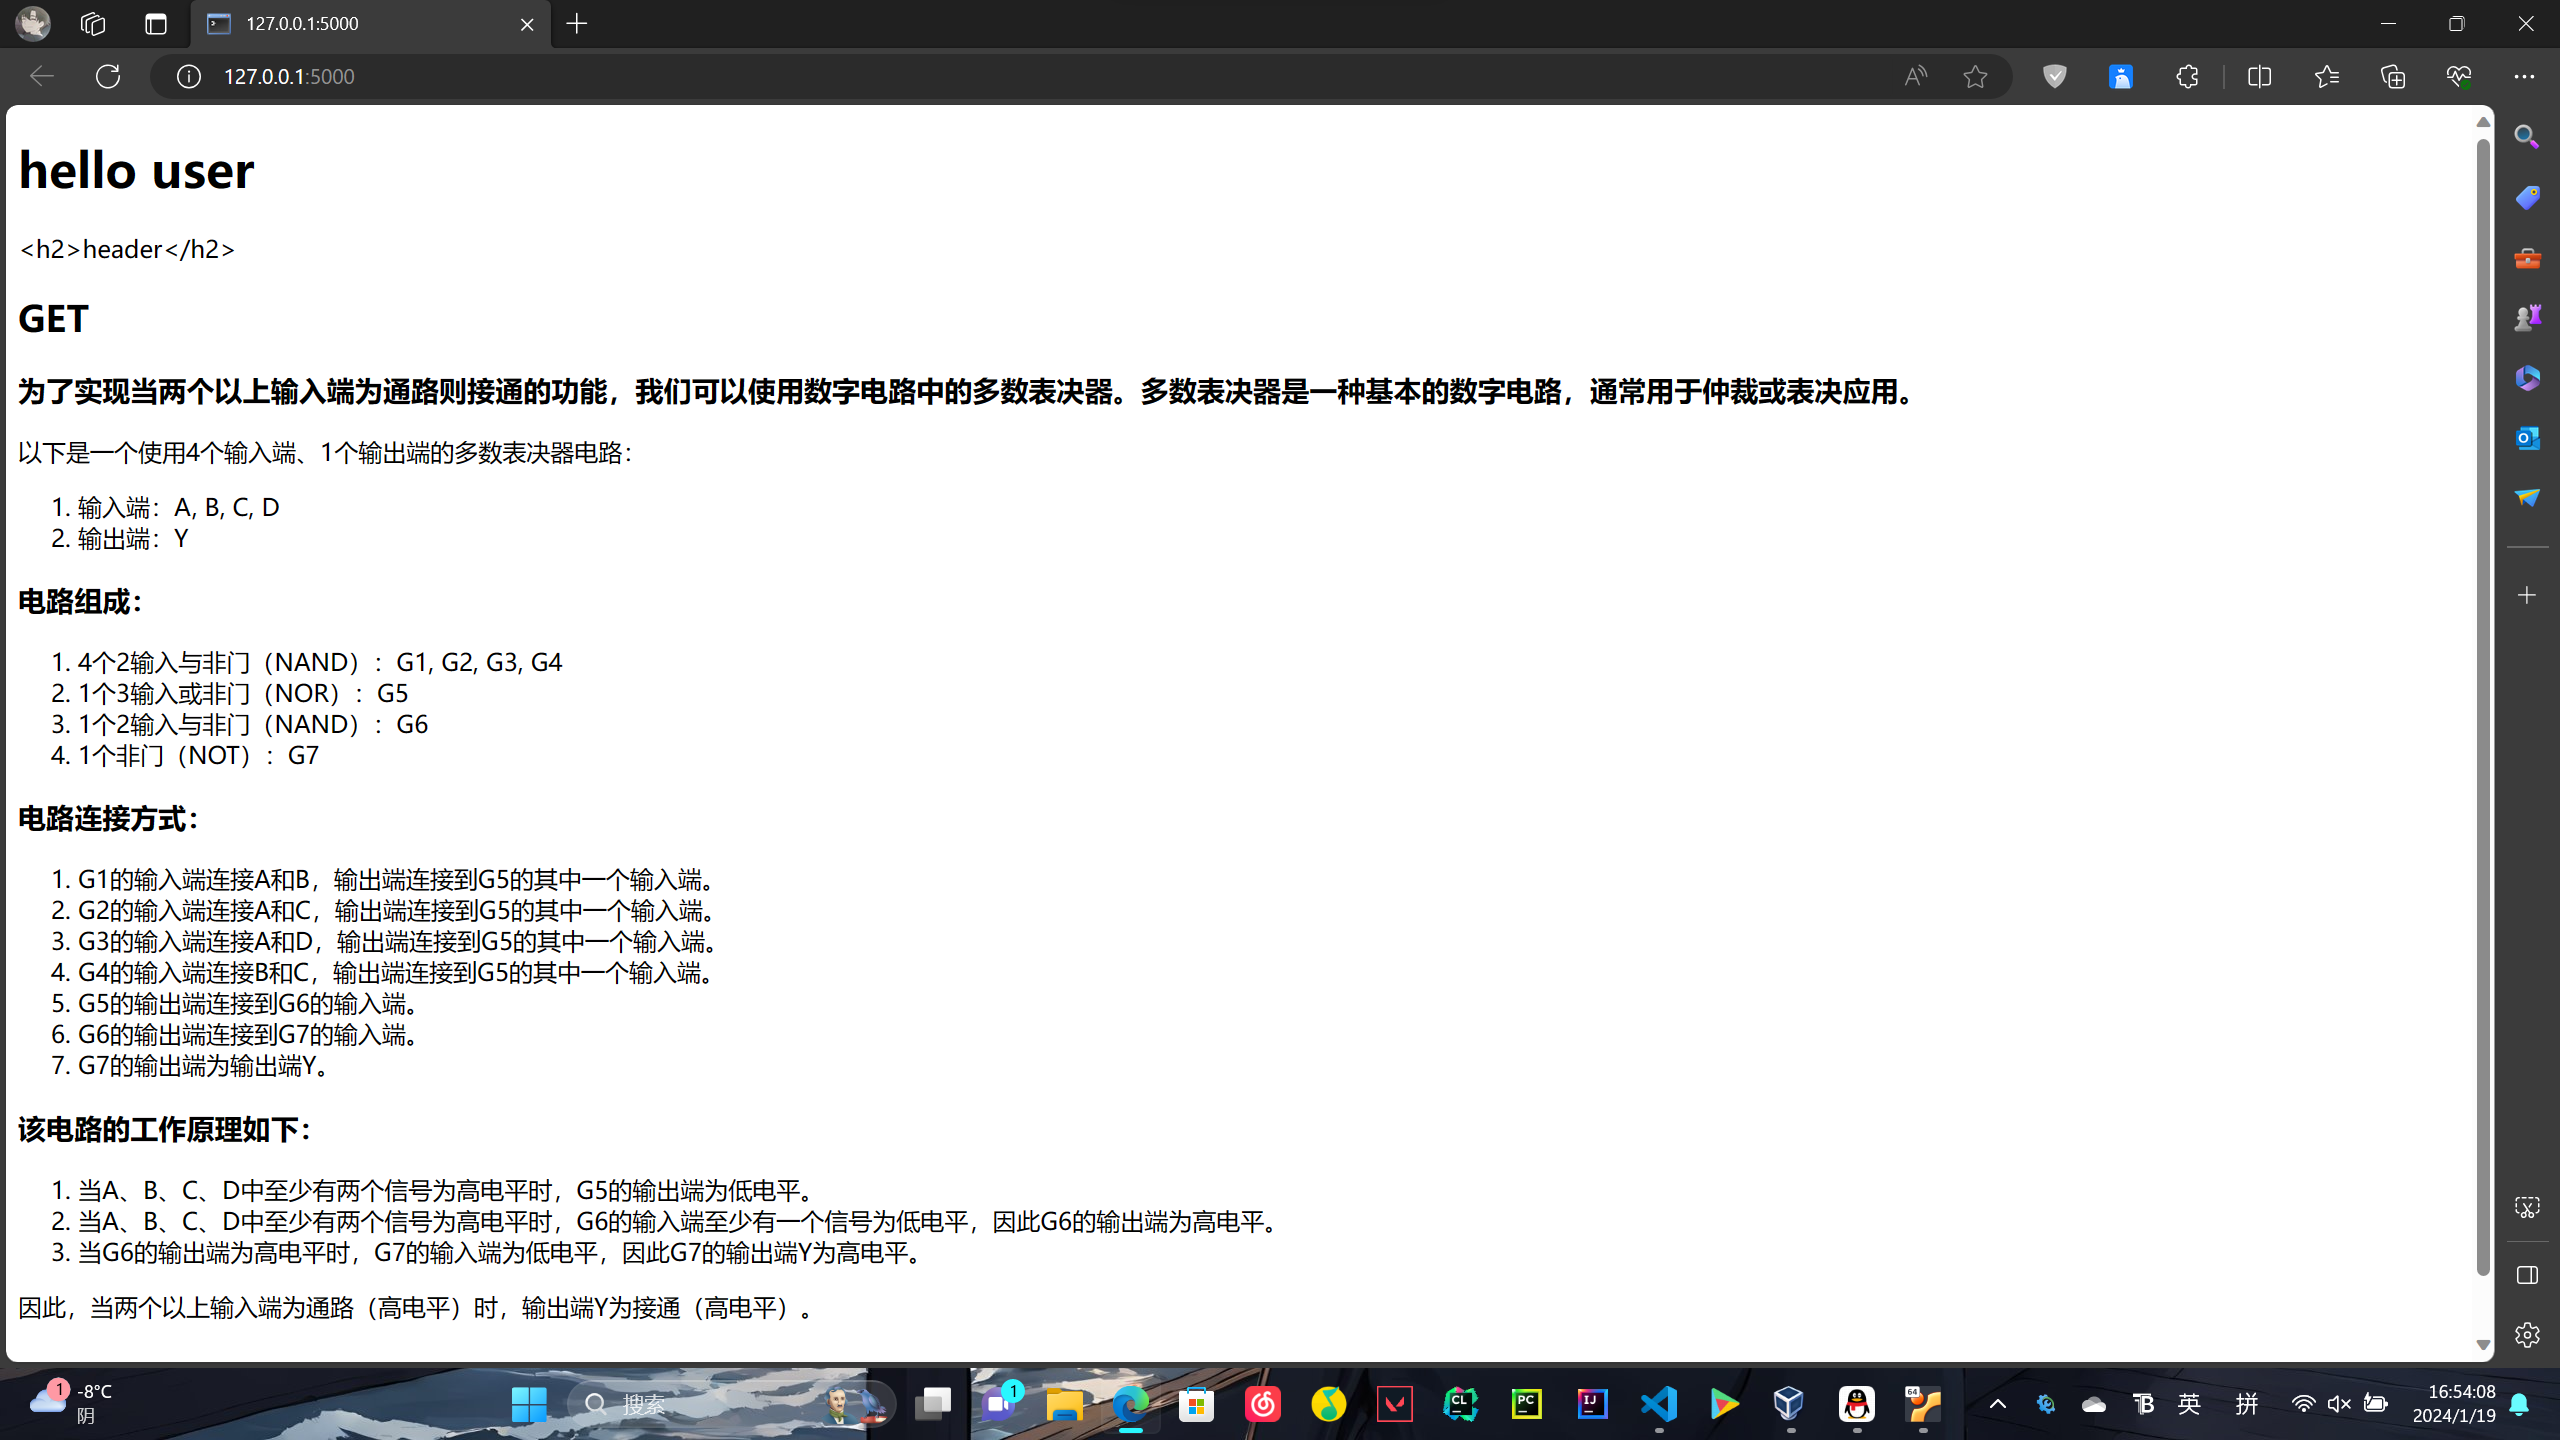 127.0.0.1:5000
127.0.0.1:5000
hello user
<h2>header</h2>
GET
为了实现当两个以上输入端为通路则接通的功能，我们可以使用数字电路中的多数表决器。多数表决器是一种基本的数字电路，通常用于仲裁或表决应用。
以下是一个使用4个输入端、1个输出端的多数表决器电路：
1. 输入端：A, B, C, D
2. 输出端：Y
电路组成：
1. 4个2输入与非门（NAND）：G1, G2, G3, G4
2. 1个3输入或非门（NOR）：G5
3. 1个2输入与非门（NAND）：G6
4. 1个非门（NOT）：G7
电路连接方式：
1. G1的输入端连接A和B，输出端连接到G5的其中一个输入端。
2. G2的输入端连接A和C，输出端连接到G5的其中一个输入端。
3. G3的输入端连接A和D，输出端连接到G5的其中一个输入端。
4. G4的输入端连接B和C，输出端连接到G5的其中一个输入端。
5. G5的输出端连接到G6的输入端。
6. G6的输出端连接到G7的输入端。
7. G7的输出端为输出端Y。
该电路的工作原理如下：
1. 当A、B、C、D中至少有两个信号为高电平时，G5的输出端为低电平。
2. 当A、B、C、D中至少有两个信号为高电平时，G6的输入端至少有一个信号为低电平，因此G6的输出端为高电平。
3. 当G6的输出端为高电平时，G7的输入端为低电平，因此G7的输出端Y为高电平。
因此，当两个以上输入端为通路（高电平）时，输出端Y为接通（高电平）。
1
-8°C
阴
搜索
1
CL
PC
IJ
64
英
拼
16:54:08
2024/1/19